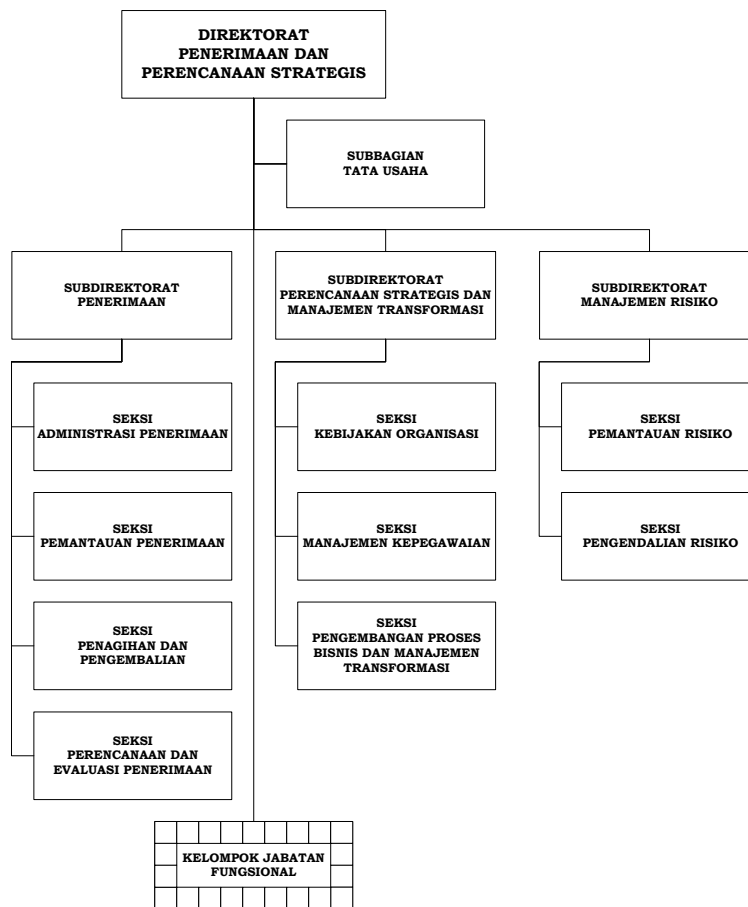 DIREKTORAT
PENERIMAAN DAN
PERENCANAAN STRATEGIS
SUBBAGIAN
TATA USAHA
SUBDIREKTORAT
PENERIMAAN
SUBDIREKTORAT
PERENCANAAN STRATEGIS DAN
MANAJEMEN TRANSFORMASI
SUBDIREKTORAT
MANAJEMEN RISIKO
SEKSI
ADMINISTRASI PENERIMAAN
SEKSI
KEBIJAKAN ORGANISASI
SEKSI
PEMANTAUAN RISIKO
SEKSI
PEMANTAUAN PENERIMAAN
SEKSI
MANAJEMEN KEPEGAWAIAN
SEKSI
PENGENDALIAN RISIKO
SEKSI
PENAGIHAN DAN
PENGEMBALIAN
SEKSI
PENGEMBANGAN PROSES
BISNIS DAN MANAJEMEN
TRANSFORMASI
SEKSI
PERENCANAAN DAN
EVALUASI PENERIMAAN
KELOMPOK JABATAN
FUNGSIONAL